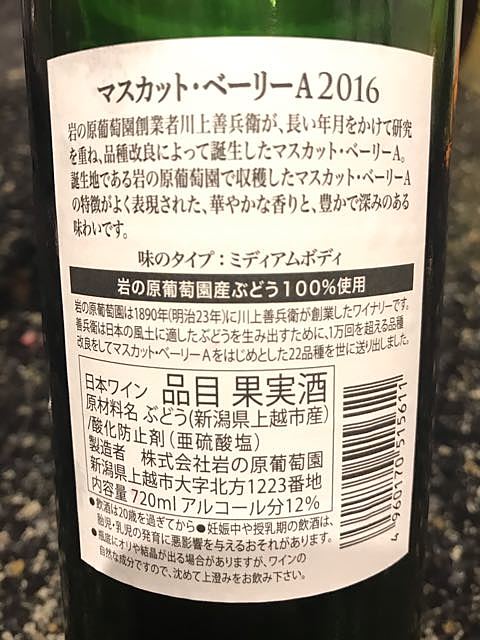 マスカット・ベーリーA 2016
岩の原葡萄園創業者川上善兵衛が、長い年月をかけて研究
を重ね、品種改良によって誕生したマスカット・ベーリーA。
誕生地である岩の原葡萄園で収穫したマスカット・ベーリーA
の特徴がよく表現された、華やかな香りと、豊かで深みのある
味わいです。
味のタイプ：ミディアムボディ
岩の原葡萄園産ぶどう100%使用
岩の原葡萄園は1890年(明治23年)に川上善兵衛が創業したワイナリーです。
善兵衛は日本の風土に適したぶどうを生み出すために、1万回を超える品種
改良をしてマスカット・ベーリーAをはじめとした22品種を世に送り出しました。
日本ワイン 品目 果実酒
原材料名 ぶどう(新潟県上越市産)
/酸化防止剤(亜硫酸塩)
製造者 株式会社岩の原葡萄園
新潟県上越市大字北方1223番地
内容量 720ml アルコール分12%
●飲酒は20歳を過ぎてから●妊娠中や授乳期の飲酒は、
胎児・乳児の発育に悪影響を与えるおそれがあります。
●瓶底にオリや結晶が出る場合がありますが、ワインの
自然な成分ですので、沈めて上澄みをお飲み下さい。
4 960170 515611